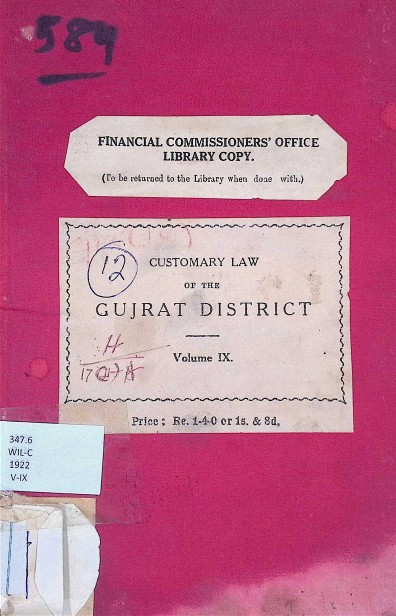 584
FINANCIAL COMMISSIONERS' OFFICE
LIBRARY COPY.
(To be returned to the Library when done with.)
12
CUSTOMARY LAW
OF THE
GUJRAT DISTRICT
Volume IX.
H
Price : Re. 1-4-0 or 1s. & 8d.
347.6
WIL-C
1922
V-IX